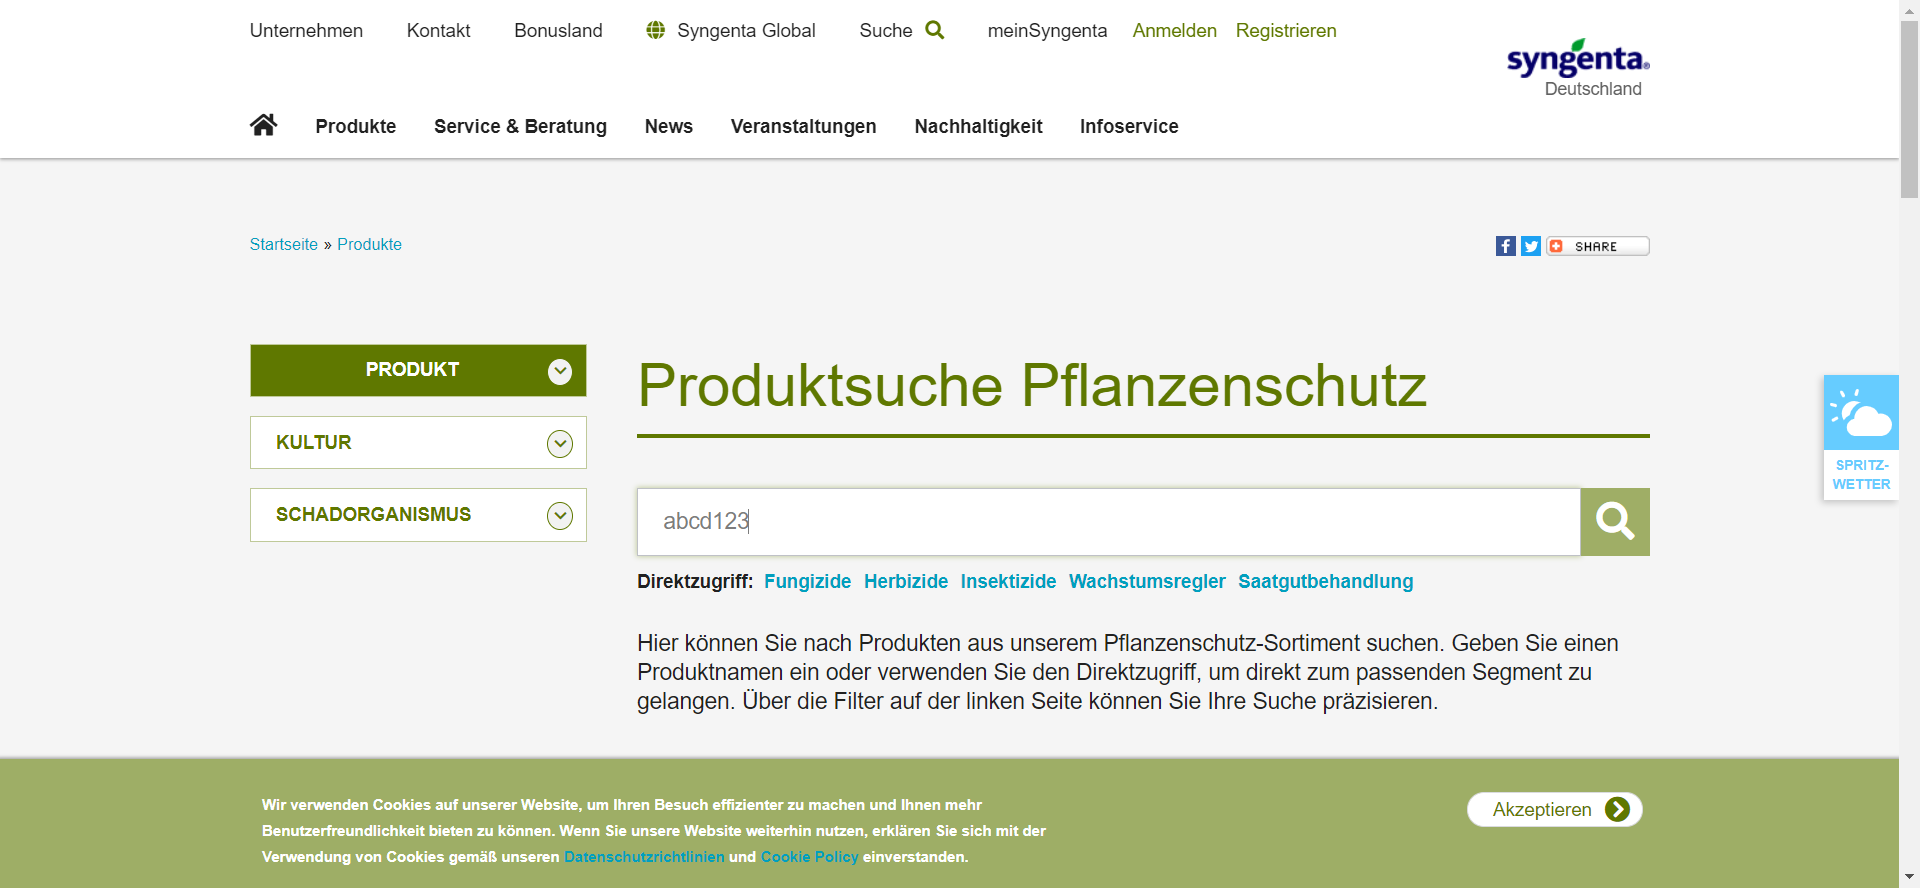 Unternehmen Kontakt Bonusland Syngenta Global Suche meinSyngenta Anmelden Registrieren
syngenta®
Deutschland
Produkte Service & Beratung News Veranstaltungen Nachhaltigkeit Infoservice
Startseite » Produkte
SHARE
PRODUKT
KULTUR
SCHADORGANISMUS
Produktsuche Pflanzenschutz
abcd123
Direktzugriff: Fungizide Herbizide Insektizide Wachstumsregler Saatgutbehandlung
Hier können Sie nach Produkten aus unserem Pflanzenschutz-Sortiment suchen. Geben Sie einen
Produktnamen ein oder verwenden Sie den Direktzugriff, um direkt zum passenden Segment zu
gelangen. Über die Filter auf der linken Seite können Sie Ihre Suche präzisieren.
SPRITZ-
WETTER
Wir verwenden Cookies auf unserer Website, um Ihren Besuch effizienter zu machen und Ihnen mehr
Benutzerfreundlichkeit bieten zu können. Wenn Sie unsere Website weiterhin nutzen, erklären Sie sich mit der
Verwendung von Cookies gemäß unseren Datenschutzrichtlinien und Cookie Policy einverstanden.
Akzeptieren